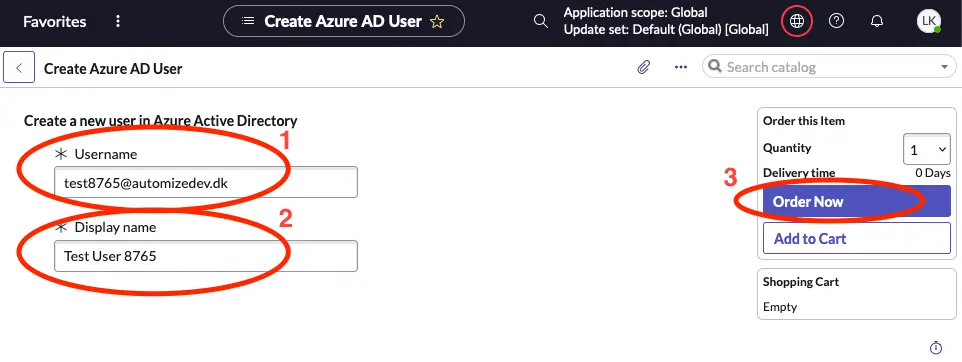 Favorites
Create Azure AD User
Application scope: Global
Update set: Default (Global) [Global]
LK
Create Azure AD User
Search catalog
Create a new user in Azure Active Directory
1
Username
test8765@automizedev.dk
2
Display name
Test User 8765
Order this Item
Quantity
1
Delivery time
0 Days
3
Order Now
Add to Cart
Shopping Cart
Empty